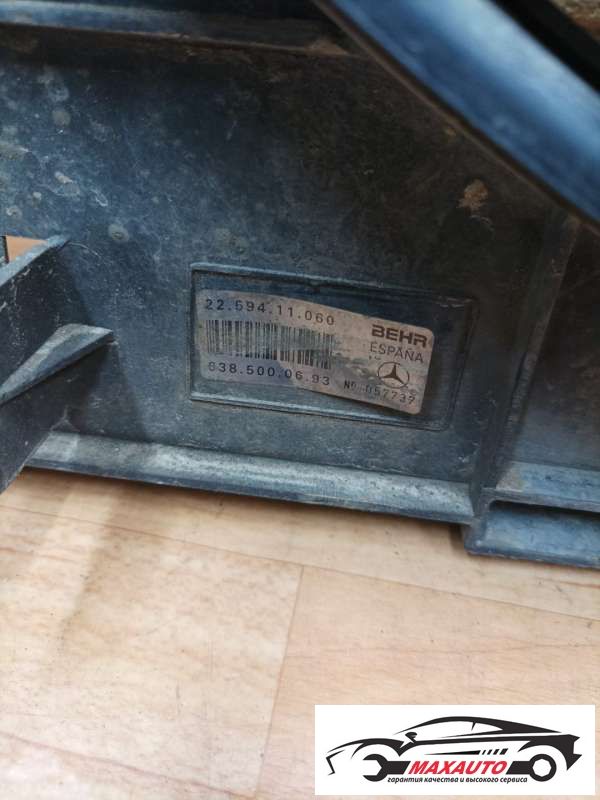 22.594.11.060
BEHR
ESPAÑA
638.500.06.93 Nº 057737
MAXAUTO
гарантия качества и высокого сервиса